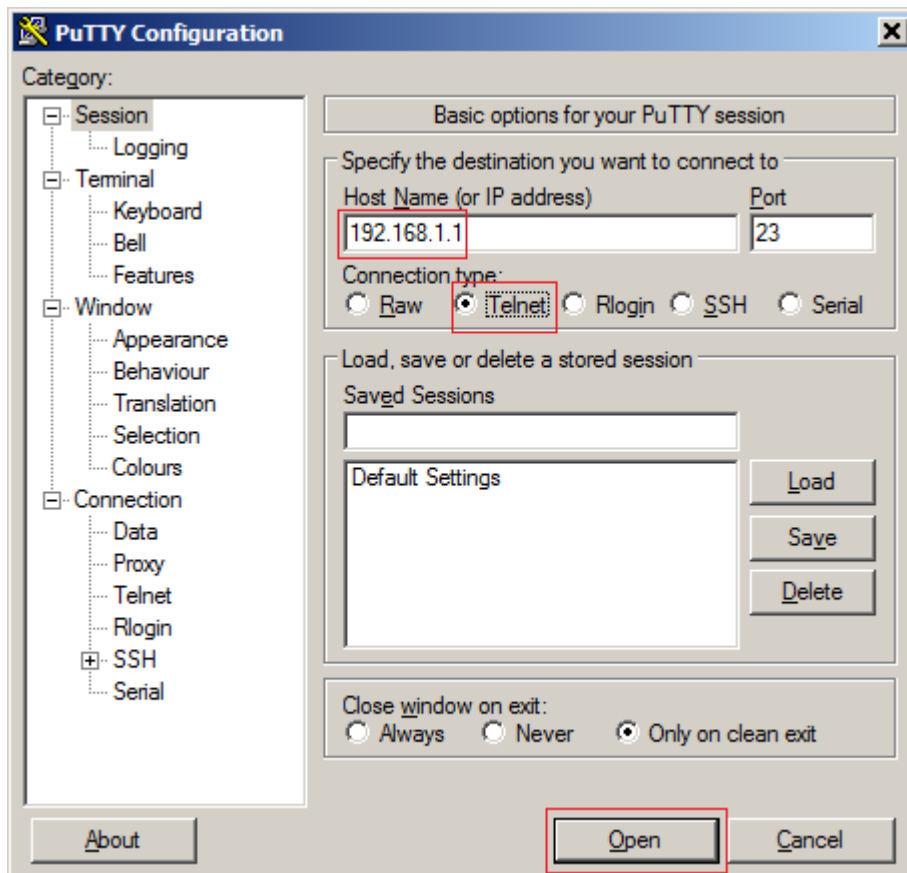 PuTTY Configuration
Category:
Session
Logging
Terminal
Keyboard
Bell
Features
Window
Appearance
Behaviour
Translation
Selection
Colours
Connection
Data
Proxy
Telnet
Rlogin
SSH
Serial
Basic options for your PuTTY session
Specify the destination you want to connect to
Host Name (or IP address) Port
192.168.1.1 23
Connection type:
Raw Telnet Rlogin SSH Serial
Load, save or delete a stored session
Saved Sessions
Default Settings
Load
Save
Delete
Close window on exit:
Always Never Only on clean exit
About Open Cancel